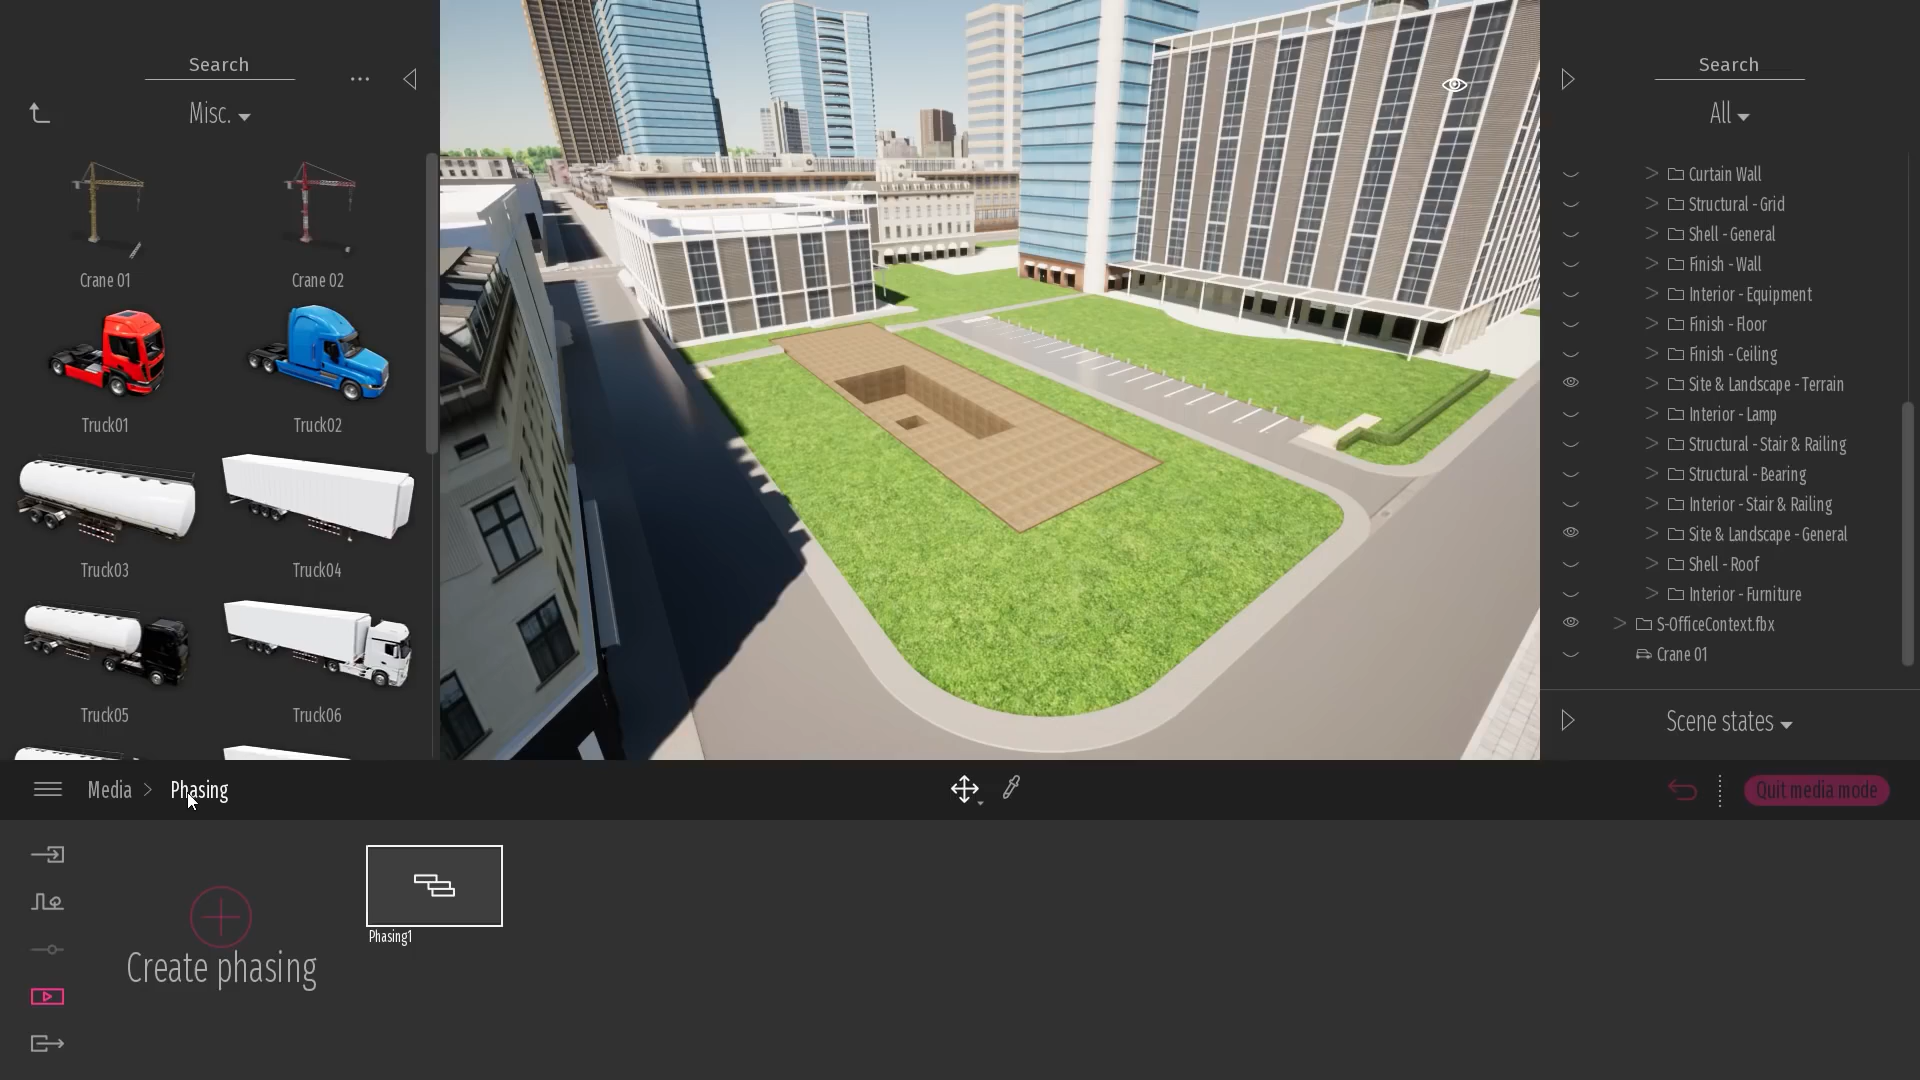 Search
Misc.
Crane 01
Crane 02
Truck01
Truck02
Truck03
Truck04
Truck05
Truck06
Search
All
Curtain Wall
Structural - Grid
Shell - General
Finish - Wall
Interior - Equipment
Finish - Floor
Finish - Ceiling
Site & Landscape - Terrain
Interior - Lamp
Structural - Stair & Railing
Structural - Bearing
Interior - Stair & Railing
Site & Landscape - General
Shell - Roof
Interior - Furniture
S-OfficeContext.fbx
Crane 01
Scene states
Media > Phasing
Quit media mode
Create phasing
Phasing1